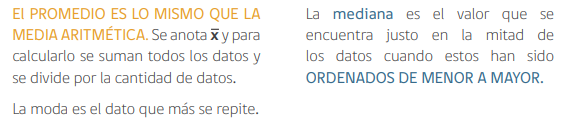 El PROMEDIO ES LO MISMO QUE LA
MEDIA ARITMÉTICA. Se anota x̅ y para
calcularlo se suman todos los datos y
se divide por la cantidad de datos.
La moda es el dato que más se repite.
La mediana es el valor que se
encuentra justo en la mitad de
los datos cuando estos han sido
ORDENADOS DE MENOR A MAYOR.